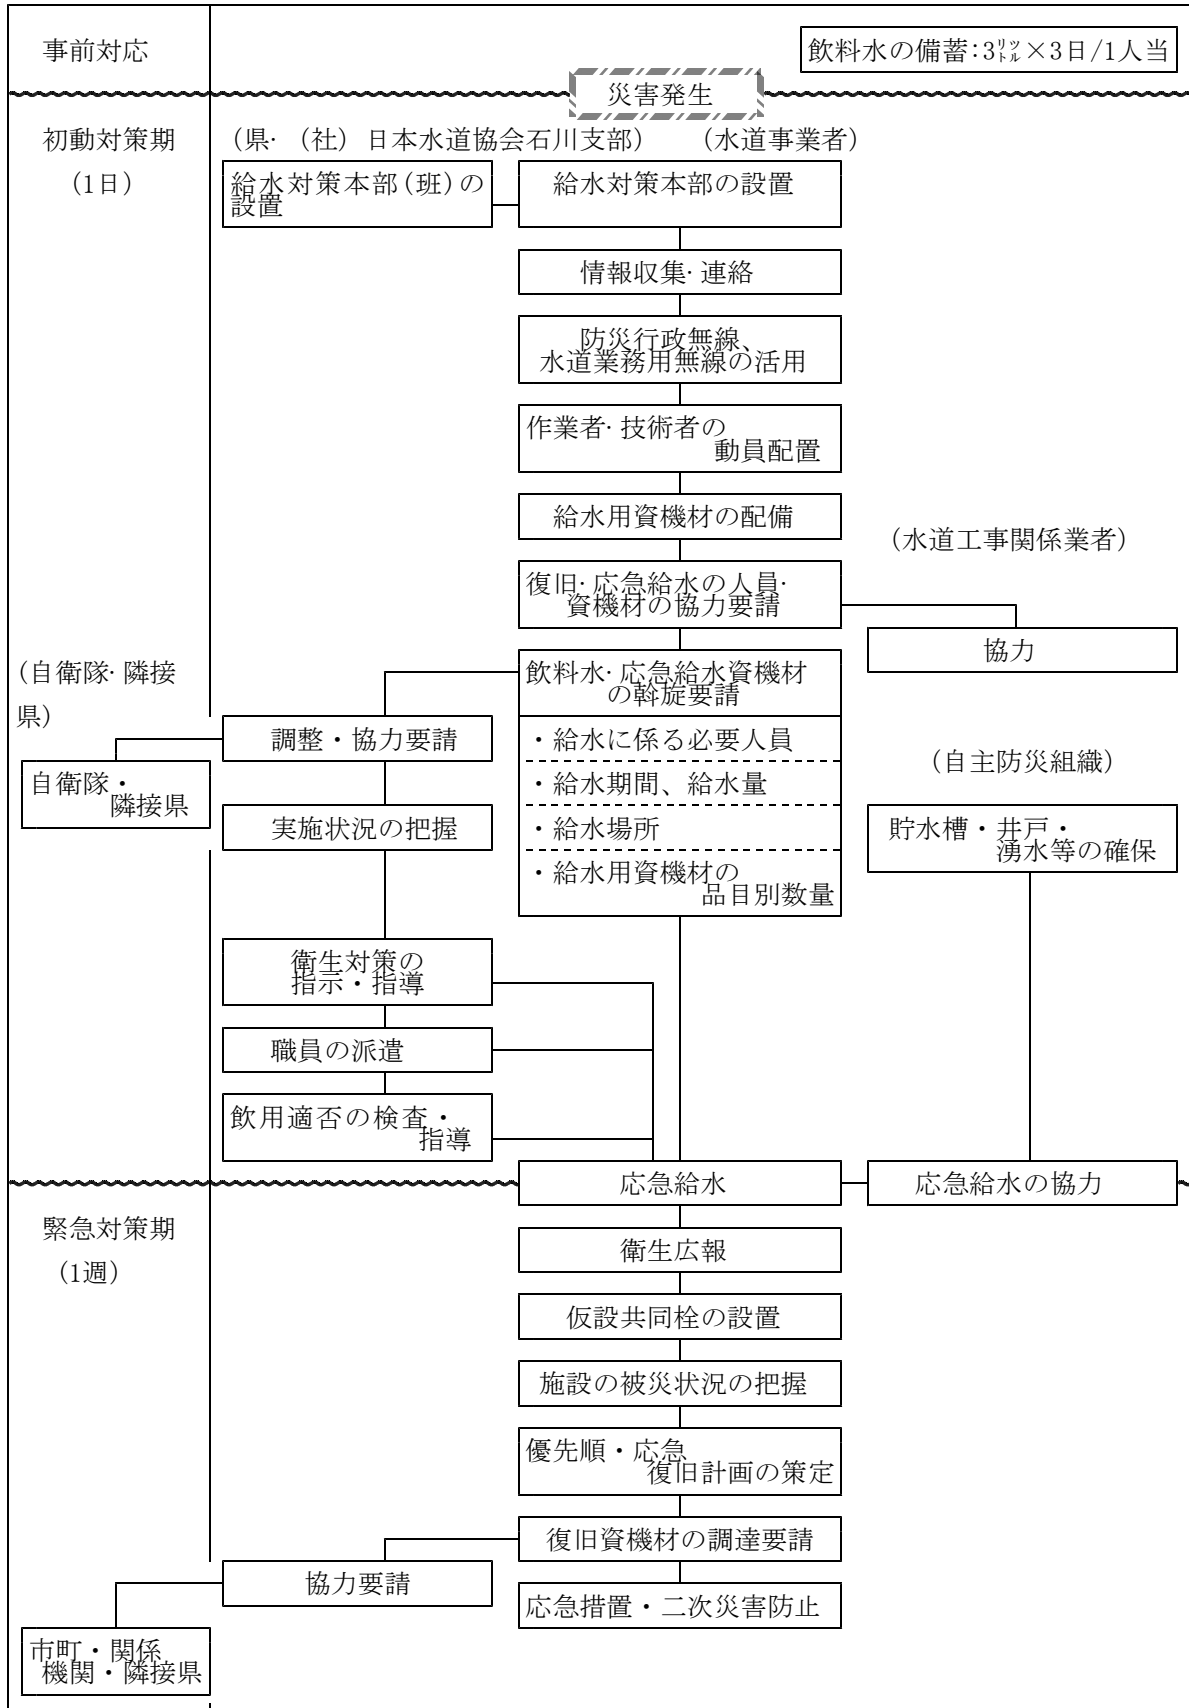 事前対応
飲料水の備蓄:3㍑×3日/1人当
災害発生
初動対策期
(1日)
(県・(社)日本水道協会石川支部)
(水道事業者)
給水対策本部(班)の
設置
給水対策本部の設置
情報収集・連絡
防災行政無線、
水道業務用無線の活用
作業者・技術者の
動員配置
給水用資機材の配備
(水道工事関係業者)
復旧・応急給水の人員・
資機材の協力要請
協力
(自衛隊・隣接
県)
飲料水・応急給水資機材
の斡旋要請
調整・協力要請
・給水に係る必要人員
(自主防災組織)
自衛隊・
隣接県
・給水期間、給水量
実施状況の把握
・給水場所
貯水槽・井戸・
湧水等の確保
・給水用資機材の
品目別数量
衛生対策の
指示・指導
職員の派遣
飲用適否の検査・
指導
応急給水
応急給水の協力
緊急対策期
(1週)
衛生広報
仮設共同栓の設置
施設の被災状況の把握
優先順・応急
復旧計画の策定
復旧資機材の調達要請
協力要請
応急措置・二次災害防止
市町・関係
機関・隣接県